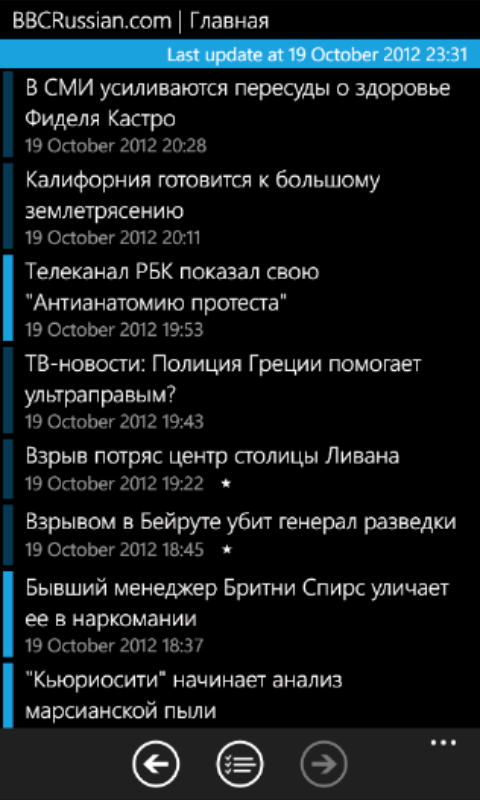 BBCRussian.com | Главная
Last update at 19 October 2012 23:31
В СМИ усиливаются пересуды о здоровье
Фиделя Кастро
19 October 2012 20:28
Калифорния готовится к большому
землетрясению
19 October 2012 20:11
Телеканал РБК показал свою
"Антианатомию протеста"
19 October 2012 19:53
ТВ-новости: Полиция Греции помогает
ультраправым?
19 October 2012 19:43
Взрыв потряс центр столицы Ливана
19 October 2012 19:22 ★
Взрывом в Бейруте убит генерал разведки
19 October 2012 18:45 ★
Бывший менеджер Бритни Спирс уличает
ее в наркомании
19 October 2012 18:37
"Кьюриосити" начинает анализ
марсианской пыли